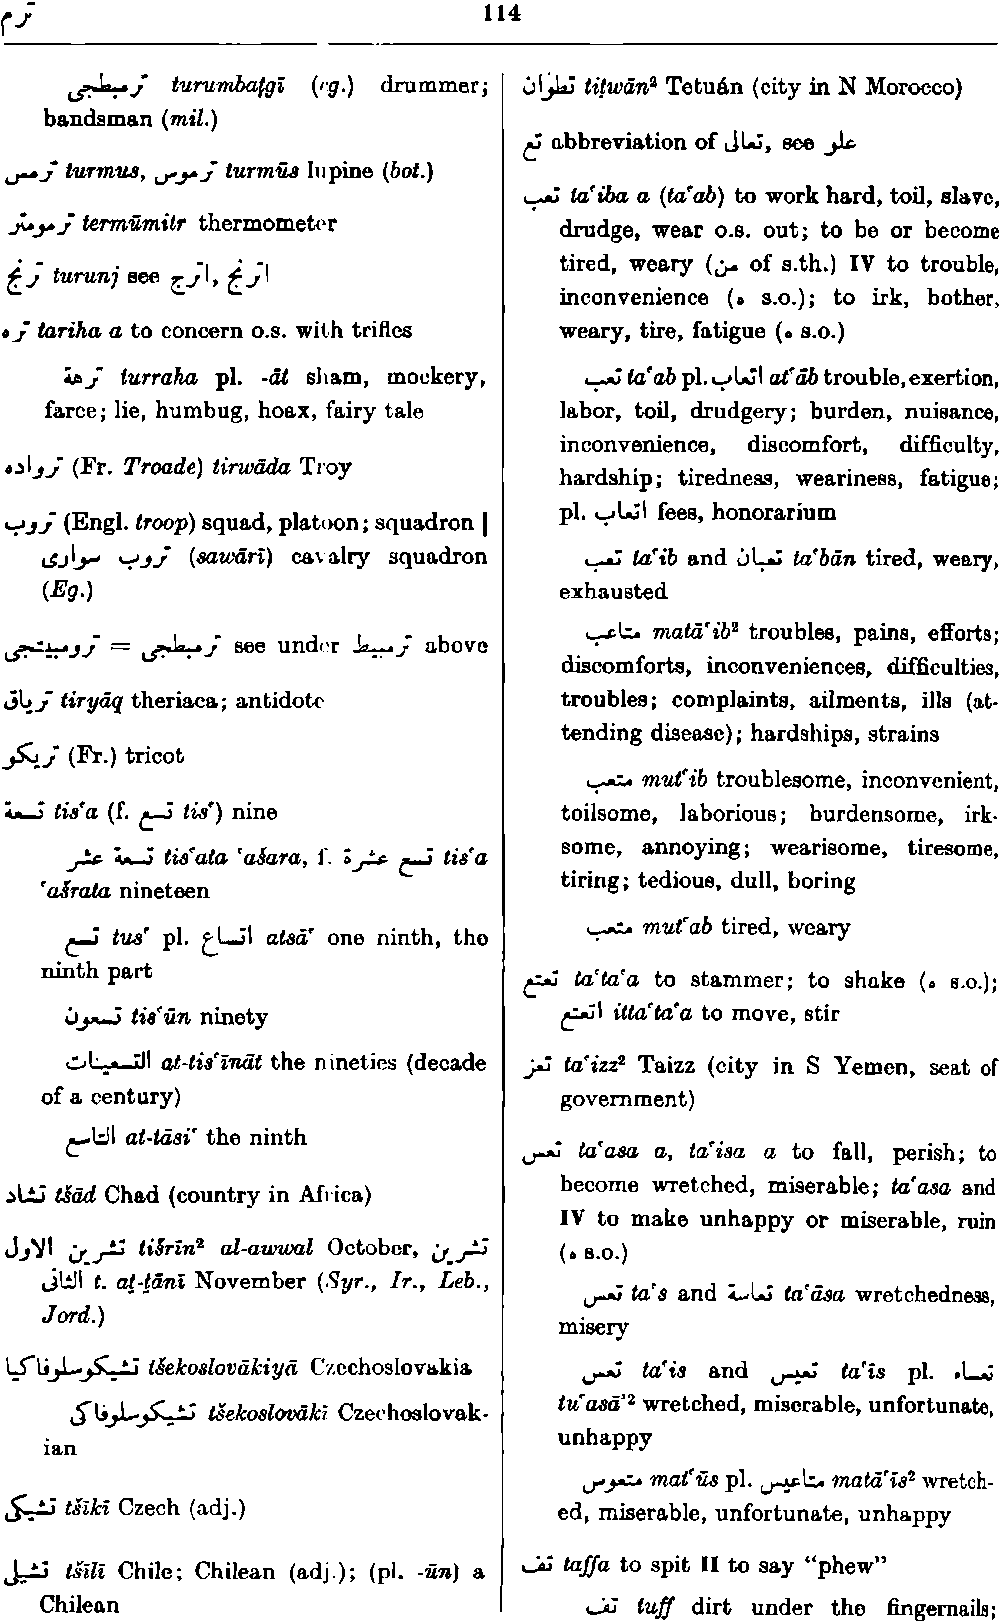 ترم
114
ترمبطجى turumbaṭgī (eg.) drummer;
bandsman (mil.)
ترمس turmus, ترموس turmūs lupine (bot.)
ترمومتر termūmitr thermometer
ترنج turunj see اترج, اترنج
تره tariha a to concern o.s. with trifles
ترهة turraha pl. -āt sham, mockery,
farce; lie, humbug, hoax, fairy tale
ترواده (Fr. Troade) tirwāda Troy
تروب (Engl. troop) squad, platoon; squadron |
تروب سوارى (sawārī) cavalry squadron
(Eg.)
ترومبيتجى = ترمبطجى see under ترمبيط above
ترياق tiryāq theriaca; antidote
تريكو (Fr.) tricot
تسعة tisʿa (f. تسع tisʿ) nine
تسعة عشر tisʿata ʿašara, f. تسع عشرة tisʿa
ʿašrata nineteen
تسع tusʿ pl. اتساع atsāʿ one ninth, the
ninth part
تسعون tisʿūn ninety
التسعينات at-tisʿīnāt the nineties (decade
of a century)
التاسع at-tāsiʿ the ninth
تشاد tšād Chad (country in Africa)
تشرين الاول tišrīn² al-awwal October, تشرين
الثانى t. aṯ-ṯānī November (Syr., Ir., Leb.,
Jord.)
تشيكوسلوفاكيا tšekoslovākiyā Czechoslovakia
تشيكوسلوفاكى tšekoslovākī Czechoslovak-
ian
تشيكى tšīkī Czech (adj.)
تشيلى tšīlī Chile; Chilean (adj.); (pl. -ūn) a
Chilean
تطوان tiṭwān² Tetuán (city in N Morocco)
تع abbreviation of تعالى, see علو
تعب taʿiba a (taʿab) to work hard, toil, slave,
drudge, wear o.s. out; to be or become
tired, weary (من of s.th.) IV to trouble,
inconvenience (ه s.o.); to irk, bother,
weary, tire, fatigue (ه s.o.)
تعب taʿab pl. اتعاب atʿāb trouble, exertion,
labor, toil, drudgery; burden, nuisance,
inconvenience, discomfort, difficulty,
hardship; tiredness, weariness, fatigue;
pl. اتعاب fees, honorarium
تعب taʿib and تعبان taʿbān tired, weary,
exhausted
متاعب matāʿib² troubles, pains, efforts;
discomforts, inconveniences, difficulties,
troubles; complaints, ailments, ills (at-
tending disease); hardships, strains
متعب mutʿib troublesome, inconvenient,
toilsome, laborious; burdensome, irk-
some, annoying; wearisome, tiresome,
tiring; tedious, dull, boring
متعب mutʿab tired, weary
تعتع taʿtaʿa to stammer; to shake (ه s.o.);
اتعتع ittaʿtaʿa to move, stir
تعز taʿizz² Taizz (city in S Yemen, seat of
government)
تعس taʿasa a, taʿisa a to fall, perish; to
become wretched, miserable; taʿasa and
IV to make unhappy or miserable, ruin
(ه s.o.)
تعس taʿs and تعاسة taʿāsa wretchedness,
misery
تعس taʿis and تعيس taʿīs pl. تعساء
tuʿasāʾ² wretched, miserable, unfortunate,
unhappy
متعوس matʿūs pl. متاعيس matāʿīs² wretch-
ed, miserable, unfortunate, unhappy
تف taffa to spit II to say “phew”
تف tuff dirt under the fingernails;